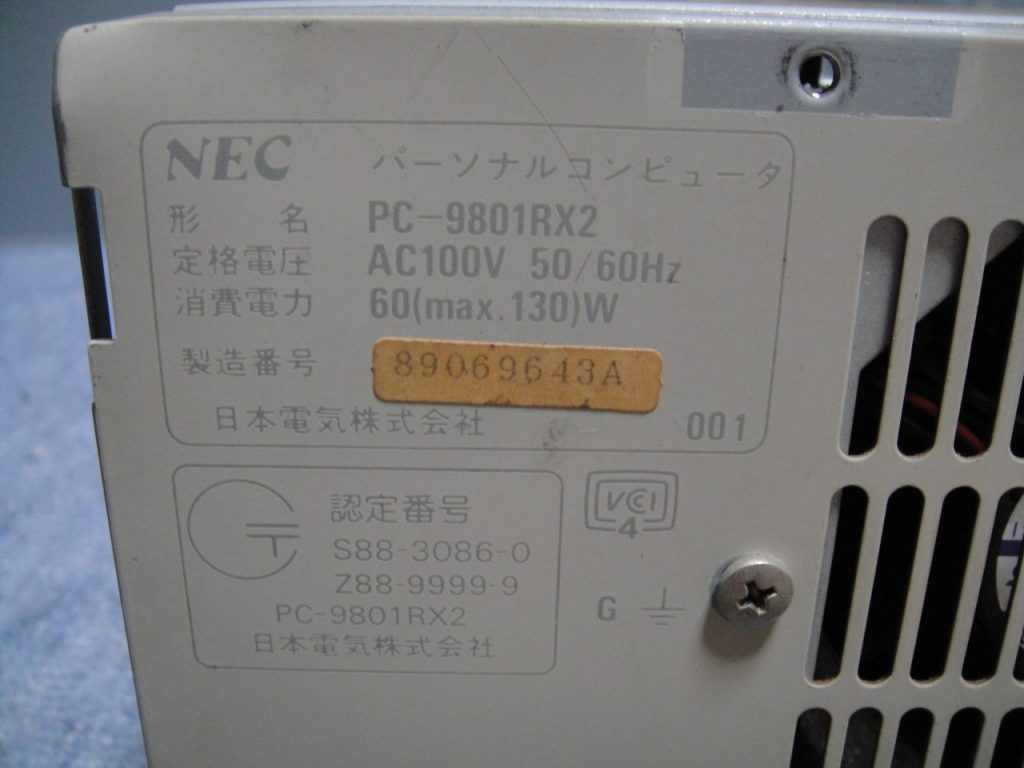 NEC パーソナルコンピュータ
形名 PC-9801RX2
定格電圧 AC100V 50/60Hz
消費電力 60(max.130)W
製造番号 89069643A
日本電気株式会社 001
認定番号
S88-3086-0
Z88-9999-9
PC-9801RX2
日本電気株式会社
VCCI
4
G